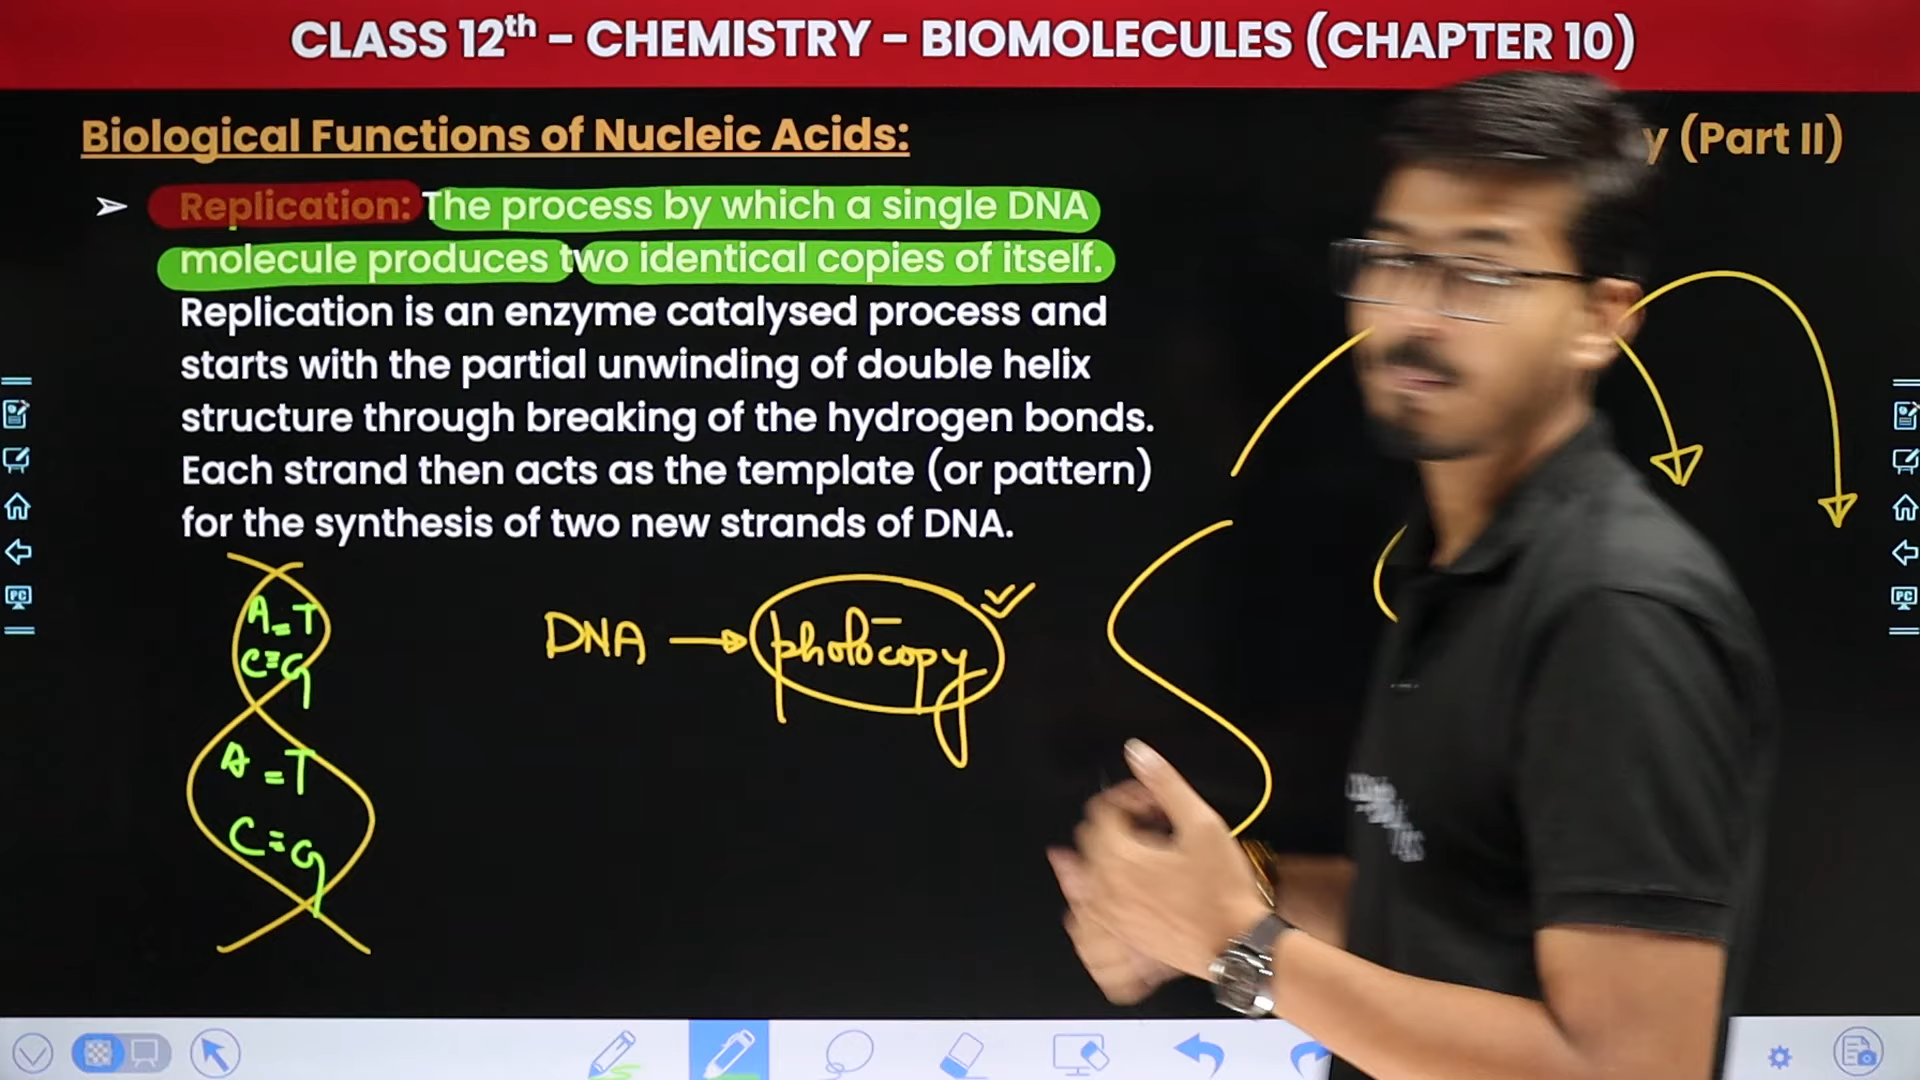 CLASS 12th - CHEMISTRY - BIOMOLECULES (CHAPTER 10)
Biological Functions of Nucleic Acids:
y (Part II)
➢ Replication: The process by which a single DNA
molecule produces two identical copies of itself.
Replication is an enzyme catalysed process and
starts with the partial unwinding of double helix
structure through breaking of the hydrogen bonds.
Each strand then acts as the template (or pattern)
for the synthesis of two new strands of DNA.
A=T
C≡G
A=T
C≡G
DNA → photocopy
PC
PC